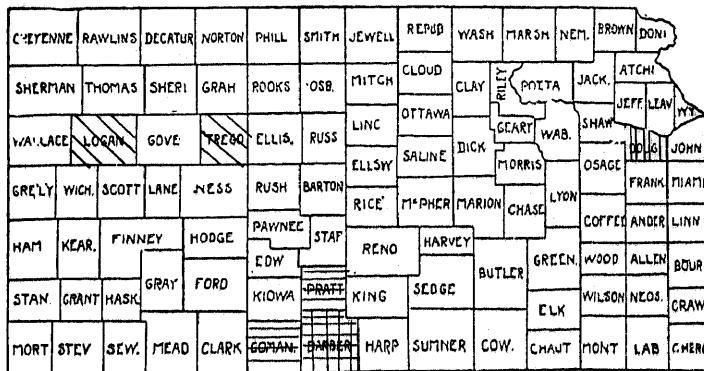 CHEYENNE RAWLINS DECATUR NORTON PHILL SMITH JEWELL REPUB WASH MARSH NEM. BROWN DONI
SHERMAN THOMAS SHERI GRAH ROOKS OSB. MITCH CLOUD CLAY RILEY POTTA JACK. ATCHI
JEFF. LEAV WY.
WALLACE LOGAN GOVE TREGO ELLIS. RUSS LINC OTTAWA GEARY WAB. SHAW DOUG JOHN
ELLSW SALINE DICK MORRIS OSAGE FRANK. MIAMI
GRE'LY WICH. SCOTT LANE NESS RUSH BARTON RICE McPHER MARION CHASE LYON
COFFEE ANDER LINN
HAM KEAR. FINNEY HODGE PAWNEE STAF RENO HARVEY
EDW BUTLER GREEN. WOOD ALLEN BOUR
STAN. GRANT HASK. GRAY FORD KIOWA PRATT KING SEDGE ELK WILSON NEOS. CRAW
MORT STEV SEW. MEAD CLARK COMAN. BARBER HARP SUMNER COW. CHAUT MONT LAB CHERO